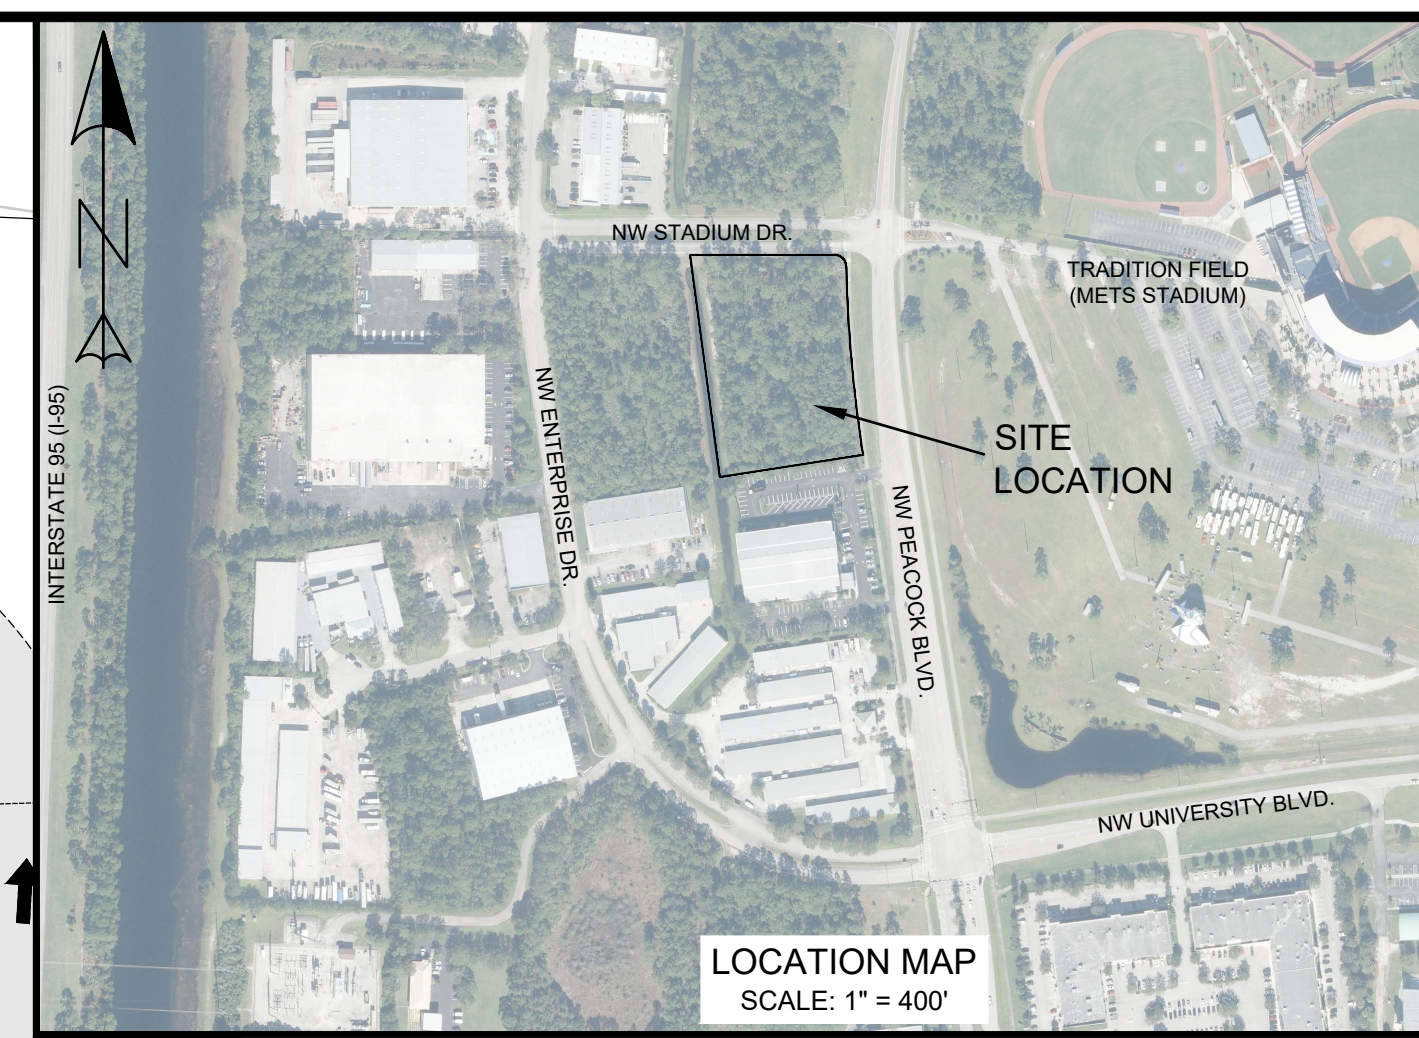 N
NW STADIUM DR.
TRADITION FIELD
(METS STADIUM)
INTERSTATE 95 (I-95)
NW ENTERPRISE DR.
SITE
LOCATION
NW PEACOCK BLVD.
NW UNIVERSITY BLVD.
LOCATION MAP
SCALE: 1" = 400'